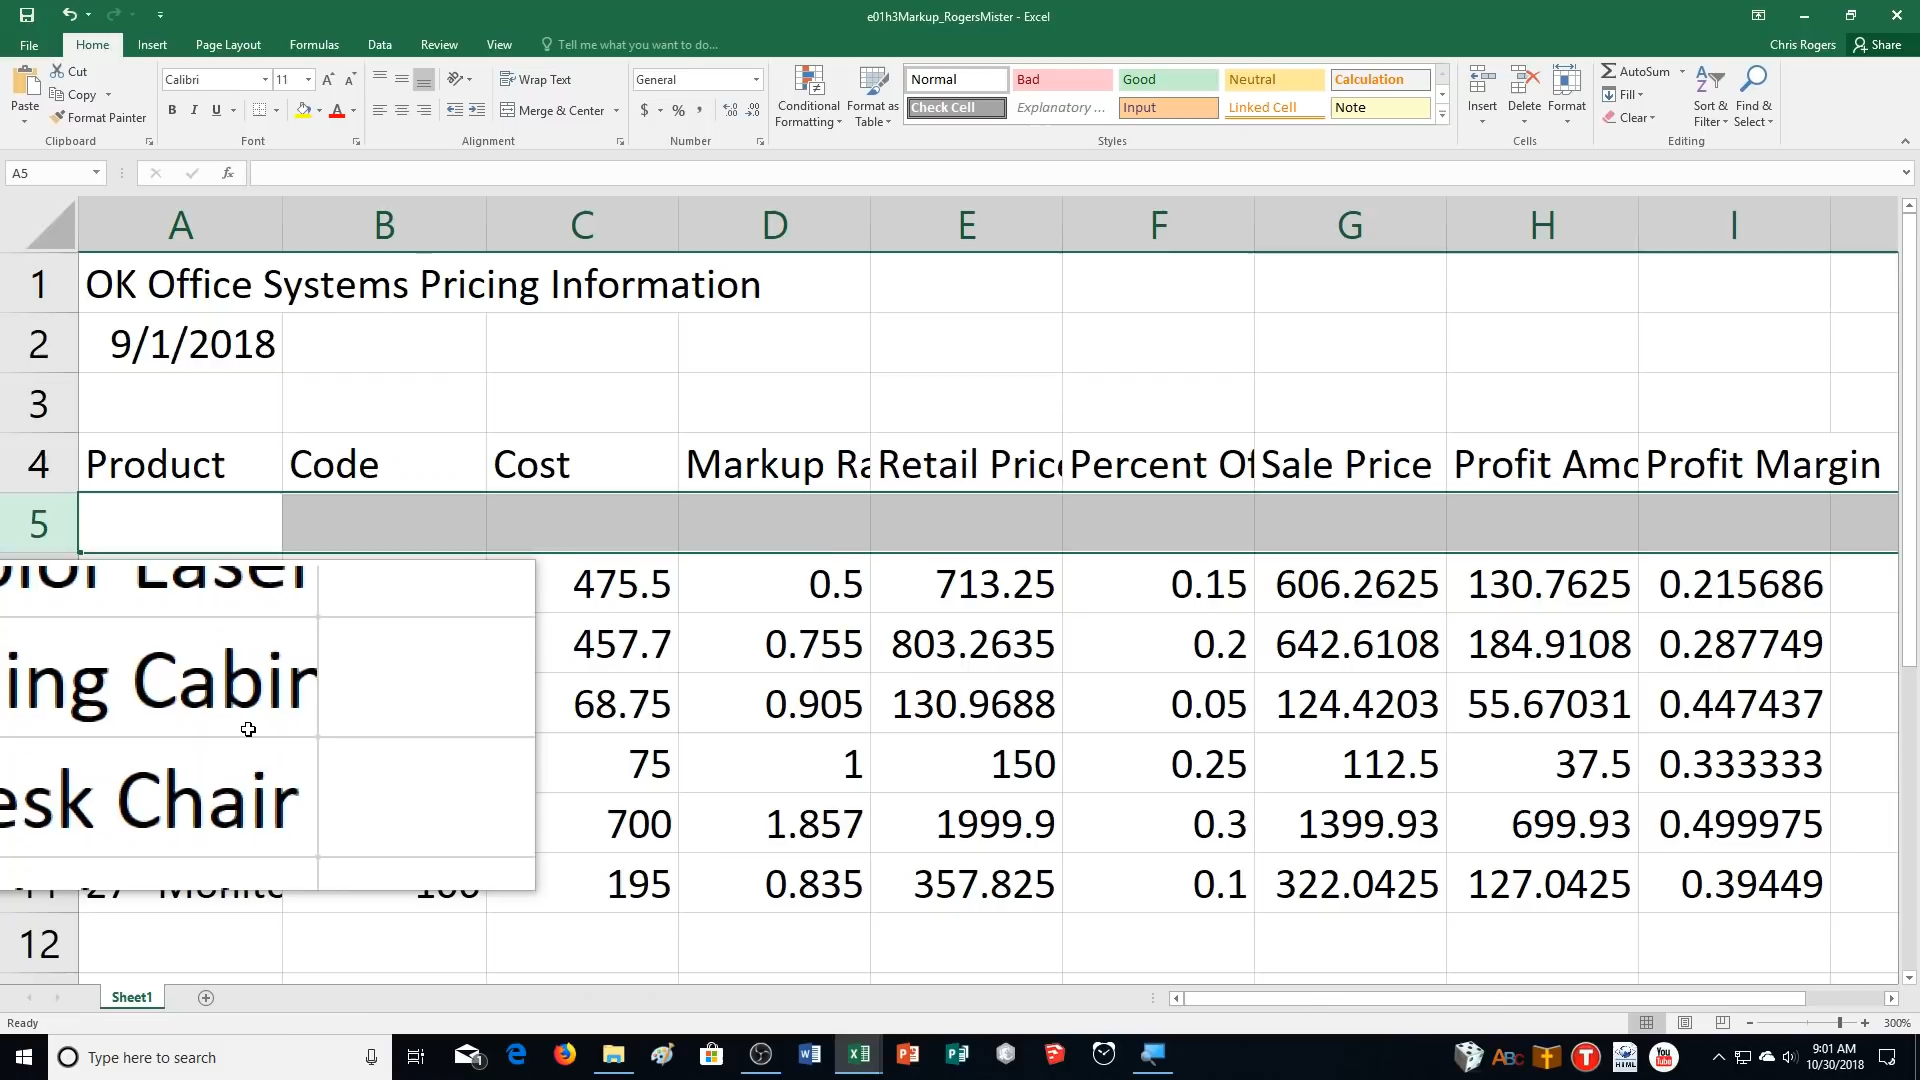 e01h3Markup_RogersMister - Excel
File Home Insert Page Layout Formulas Data Review View Tell me what you want to do... Chris Rogers Share
Cut
Copy
Format Painter
Paste
Clipboard
Calibri 11
B I U
Font
Wrap Text
Merge & Center
Alignment
General
$ % ,
Number
Conditional Formatting
Format as Table
Normal Bad Good Neutral Calculation
Check Cell Explanatory ... Input Linked Cell Note
Styles
Insert Delete Format
Cells
AutoSum
Fill
Clear
Sort & Filter
Find & Select
Editing
A5 fx
A B C D E F G H I
1 OK Office Systems Pricing Information
2 9/1/2018
3
4 Product Code Cost Markup Ra Retail Price Percent Of Sale Price Profit Amo Profit Margin
5
475.5 0.5 713.25 0.15 606.2625 130.7625 0.215686
457.7 0.755 803.2635 0.2 642.6108 184.9108 0.287749
68.75 0.905 130.9688 0.05 124.4203 55.67031 0.447437
75 1 150 0.25 112.5 37.5 0.333333
700 1.857 1999.9 0.3 1399.93 699.93 0.499975
195 0.835 357.825 0.1 322.0425 127.0425 0.39449
12
olor Laser
ing Cabin
esk Chair
Sheet1
Ready 300%
Type here to search
9:01 AM
10/30/2018